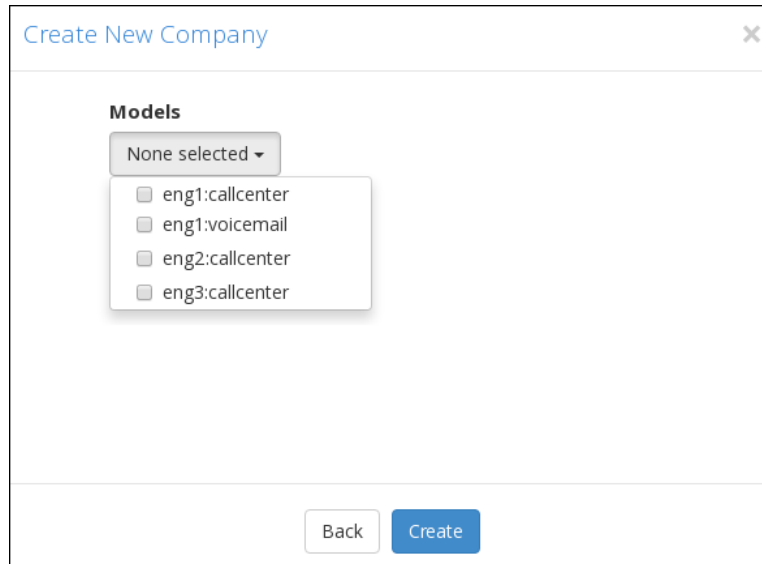 Create New Company
Models
None selected
eng1:callcenter
eng1:voicemail
eng2:callcenter
eng3:callcenter
Back Create